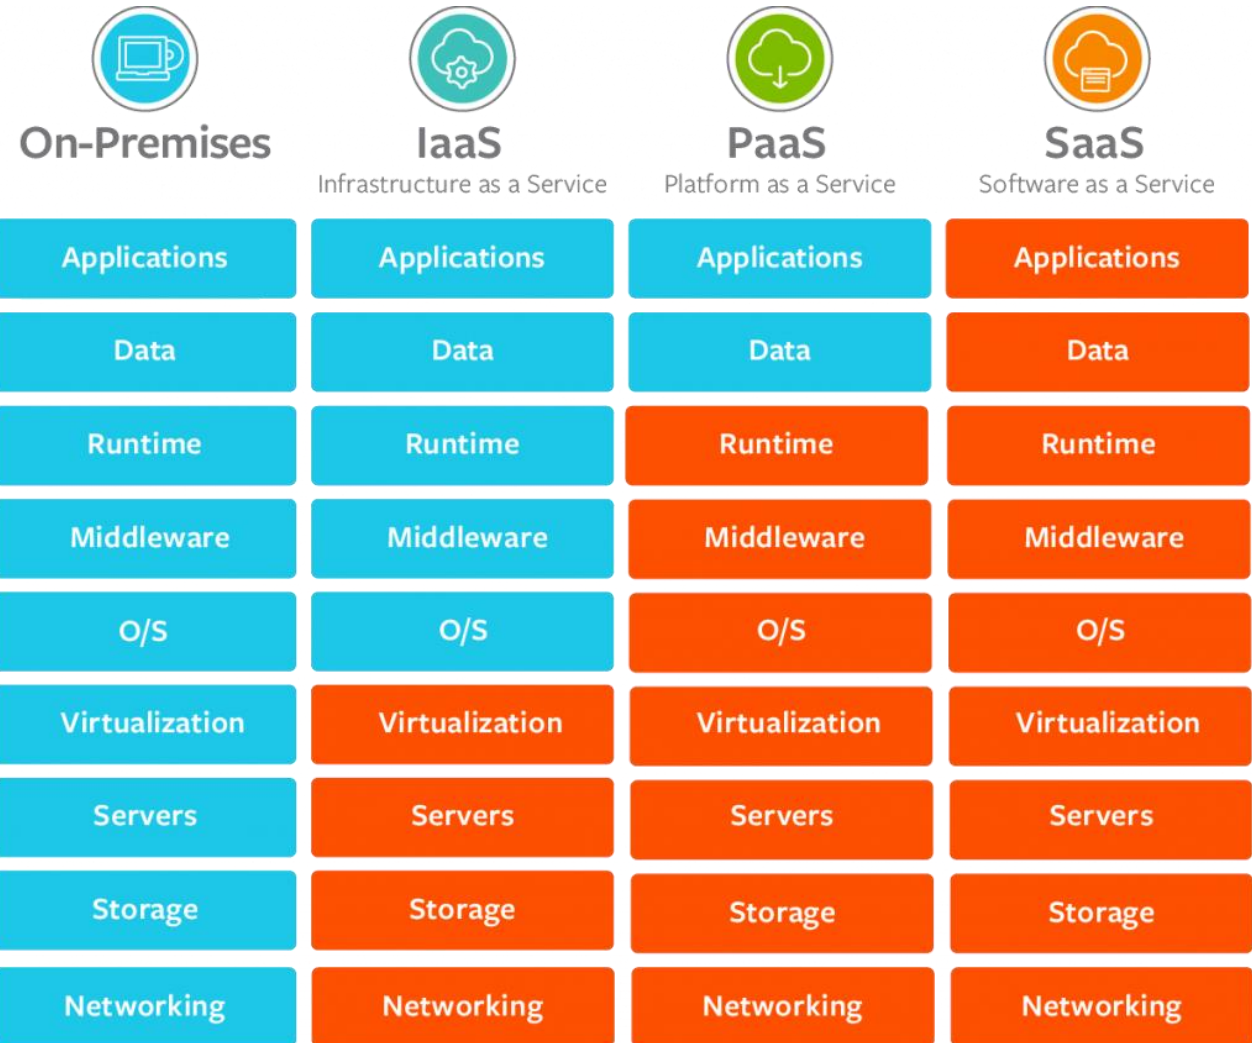 On-Premises
IaaS
PaaS
SaaS
Infrastructure as a Service
Platform as a Service
Software as a Service
Applications
Applications
Applications
Applications
Data
Data
Data
Data
Runtime
Runtime
Runtime
Runtime
Middleware
Middleware
Middleware
Middleware
O/S
O/S
O/S
O/S
Virtualization
Virtualization
Virtualization
Virtualization
Servers
Servers
Servers
Servers
Storage
Storage
Storage
Storage
Networking
Networking
Networking
Networking